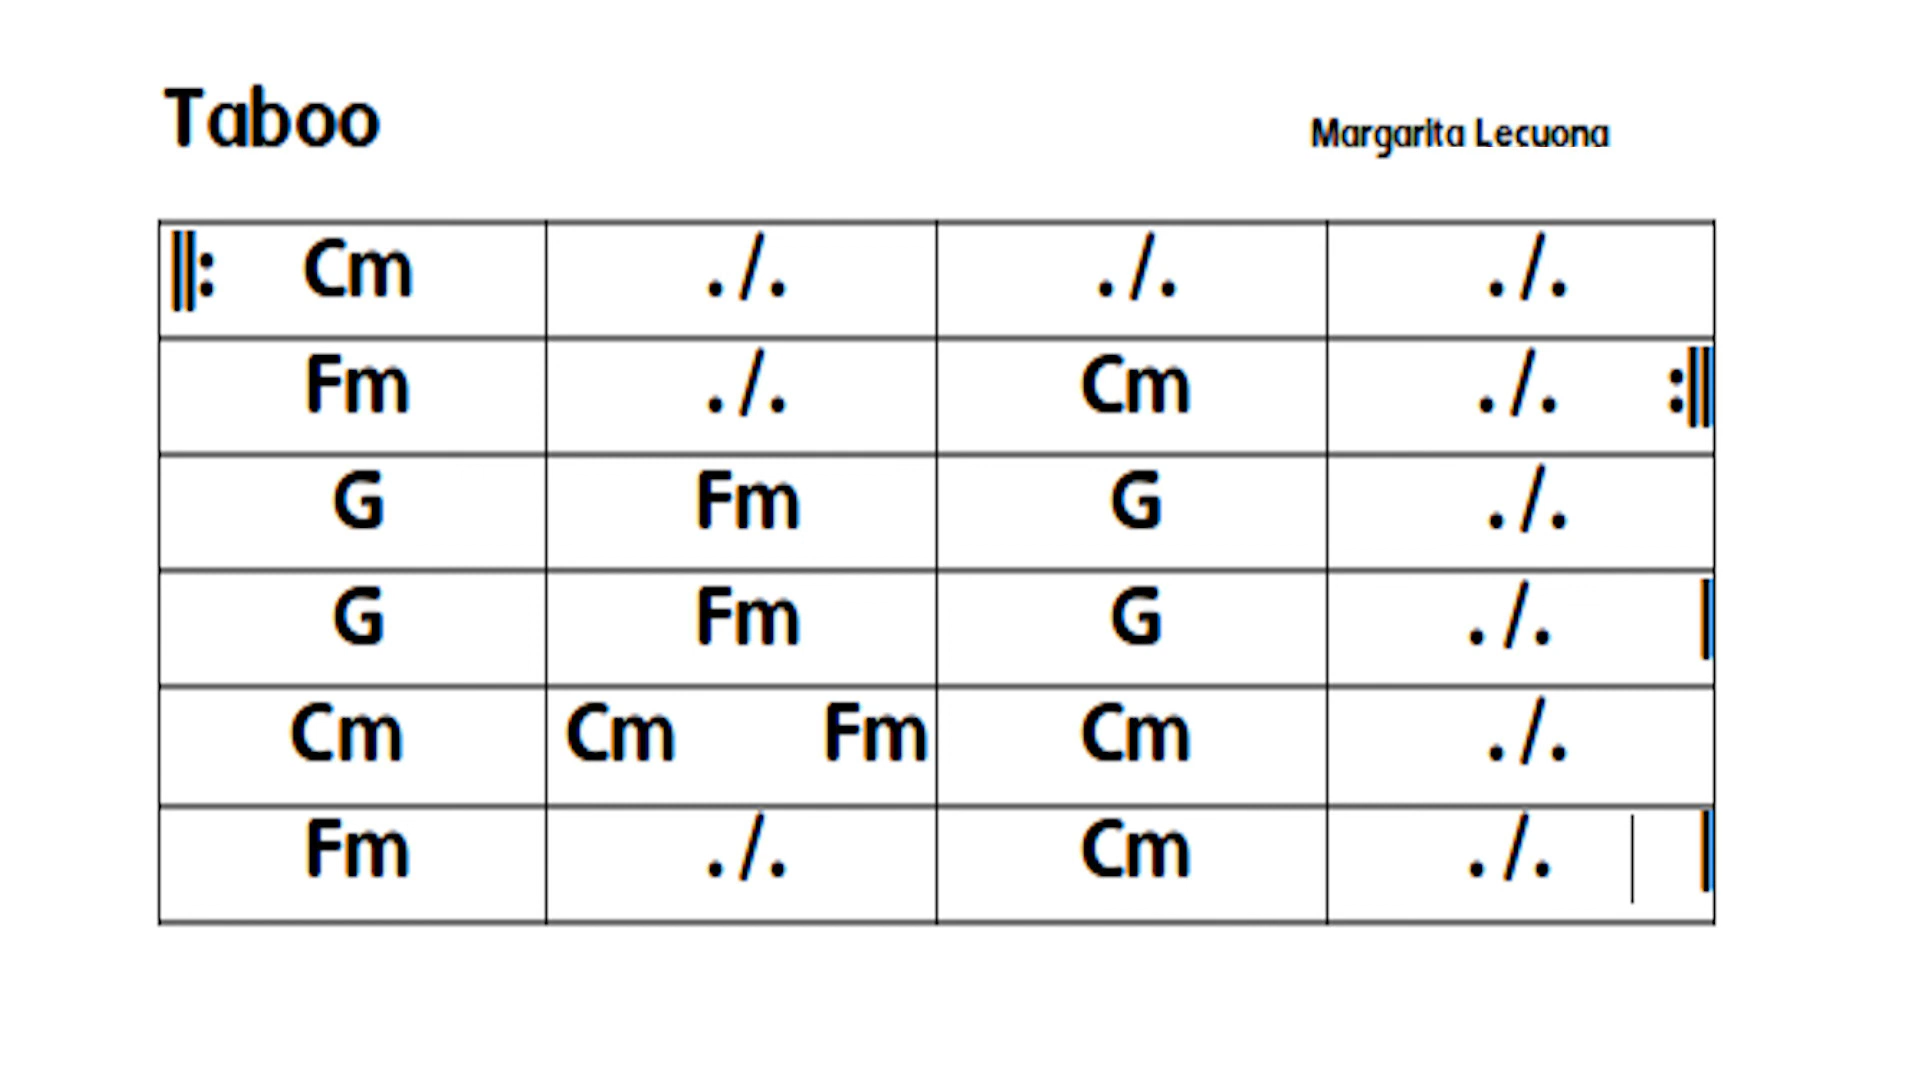 Taboo Margarita Lecuona
||: Cm ./. ./. ./.
Fm ./. Cm ./. :||
G Fm G ./.
G Fm G ./. |
Cm Cm Fm Cm ./.
Fm ./. Cm ./. | |